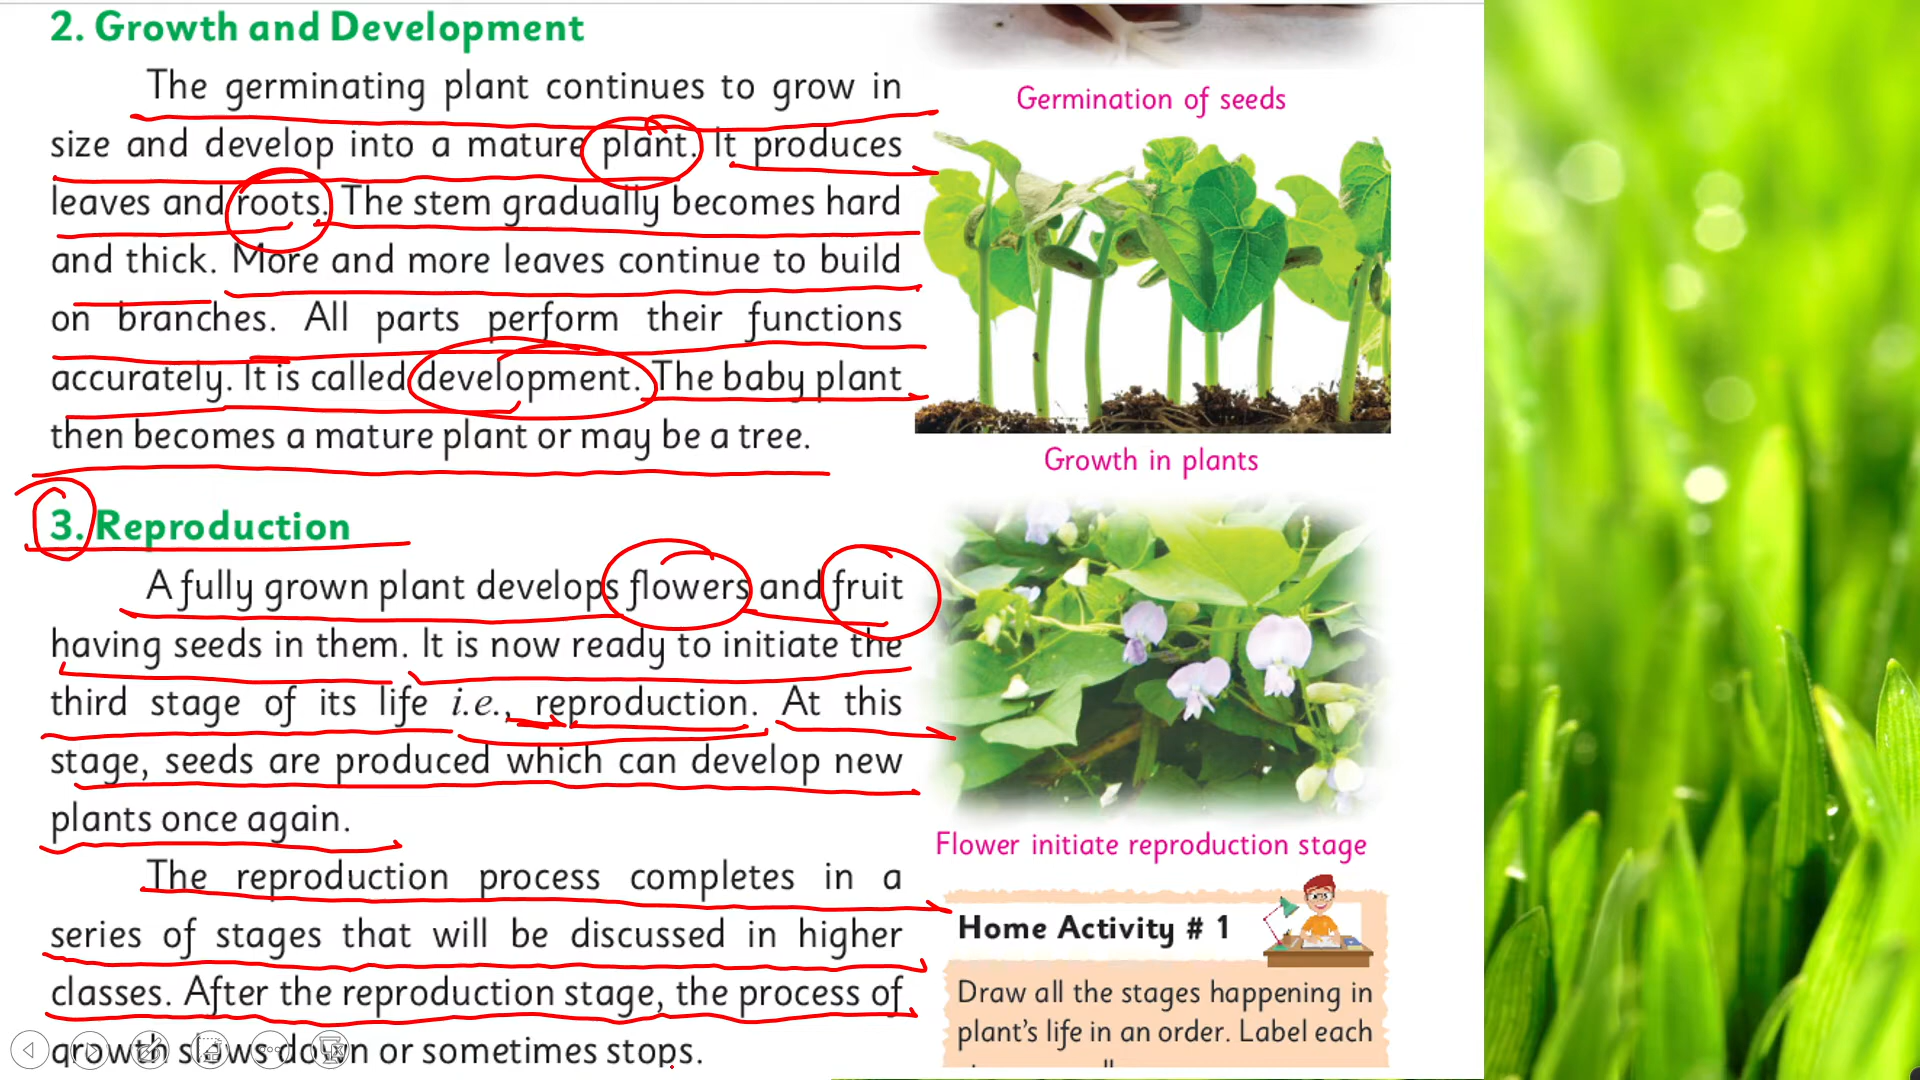 2. Growth and Development
The germinating plant continues to grow in
size and develop into a mature plant. It produces
leaves and roots. The stem gradually becomes hard
and thick. More and more leaves continue to build
on branches. All parts perform their functions
accurately. It is called development. The baby plant
then becomes a mature plant or may be a tree.
3. Reproduction
A fully grown plant develops flowers and fruit
having seeds in them. It is now ready to initiate the
third stage of its life i.e., reproduction. At this
stage, seeds are produced which can develop new
plants once again.
The reproduction process completes in a
series of stages that will be discussed in higher
classes. After the reproduction stage, the process of
growth slows down or sometimes stops.
Germination of seeds
Growth in plants
Flower initiate reproduction stage
Home Activity # 1
Draw all the stages happening in
plant's life in an order. Label each